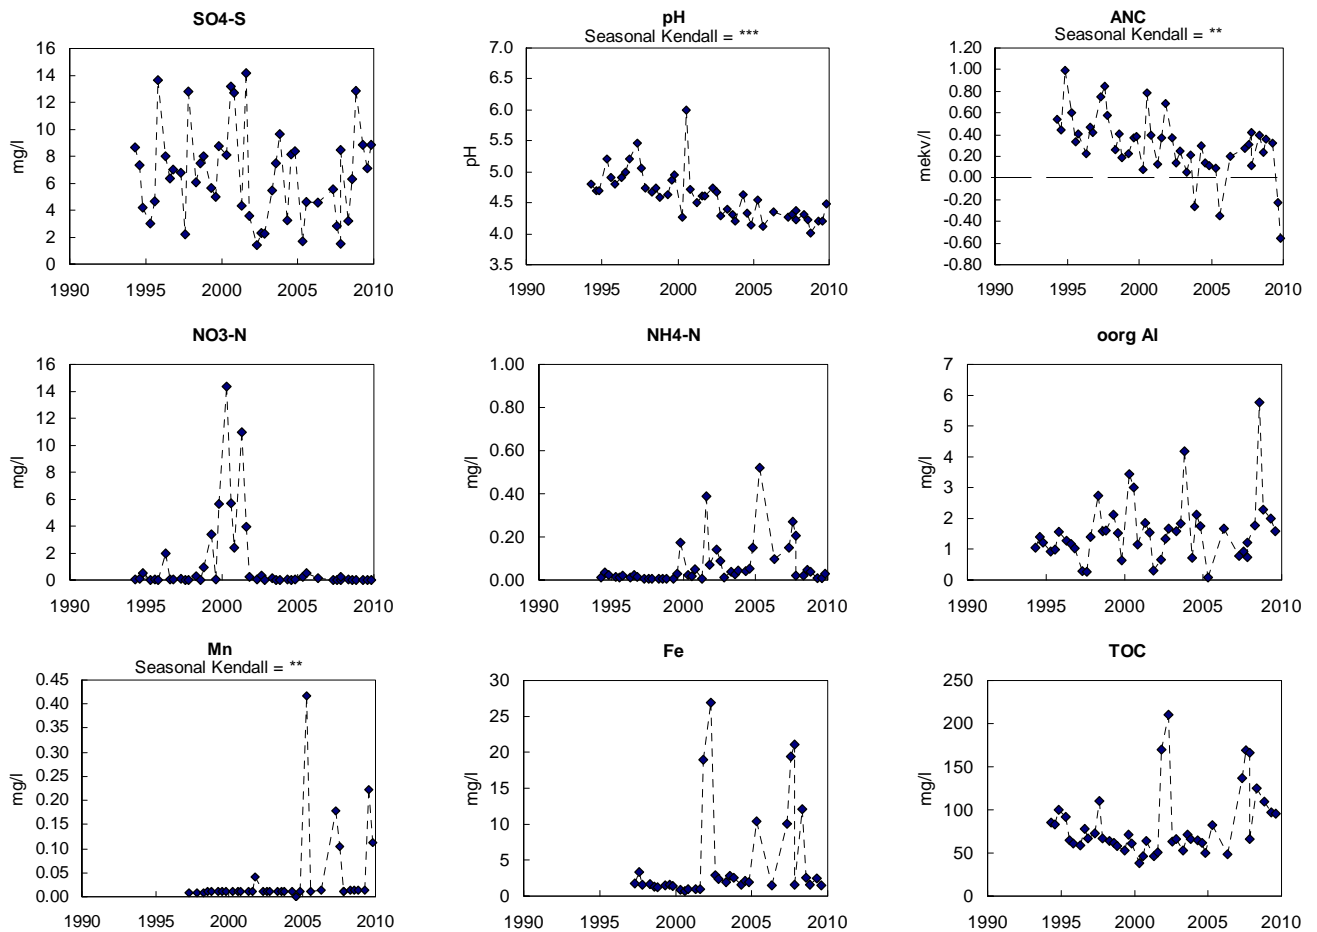 SO4-S
16
14
12
10
8
6
4
2
0
mg/l
1990 1995 2000 2005 2010
pH
Seasonal Kendall = ***
7.0
6.5
6.0
5.5
5.0
4.5
4.0
3.5
pH
1990 1995 2000 2005 2010
ANC
Seasonal Kendall = **
1.20
1.00
0.80
0.60
0.40
0.20
0.00
-0.20
-0.40
-0.60
-0.80
mekv/l
1990 1995 2000 2005 2010
NO3-N
16
14
12
10
8
6
4
2
0
mg/l
1990 1995 2000 2005 2010
NH4-N
1.00
0.80
0.60
0.40
0.20
0.00
mg/l
1990 1995 2000 2005 2010
oorg Al
7
6
5
4
3
2
1
0
mg/l
1990 1995 2000 2005 2010
Mn
Seasonal Kendall = **
0.45
0.40
0.35
0.30
0.25
0.20
0.15
0.10
0.05
0.00
mg/l
1990 1995 2000 2005 2010
Fe
30
25
20
15
10
5
0
mg/l
1990 1995 2000 2005 2010
TOC
250
200
150
100
50
0
mg/l
1990 1995 2000 2005 2010